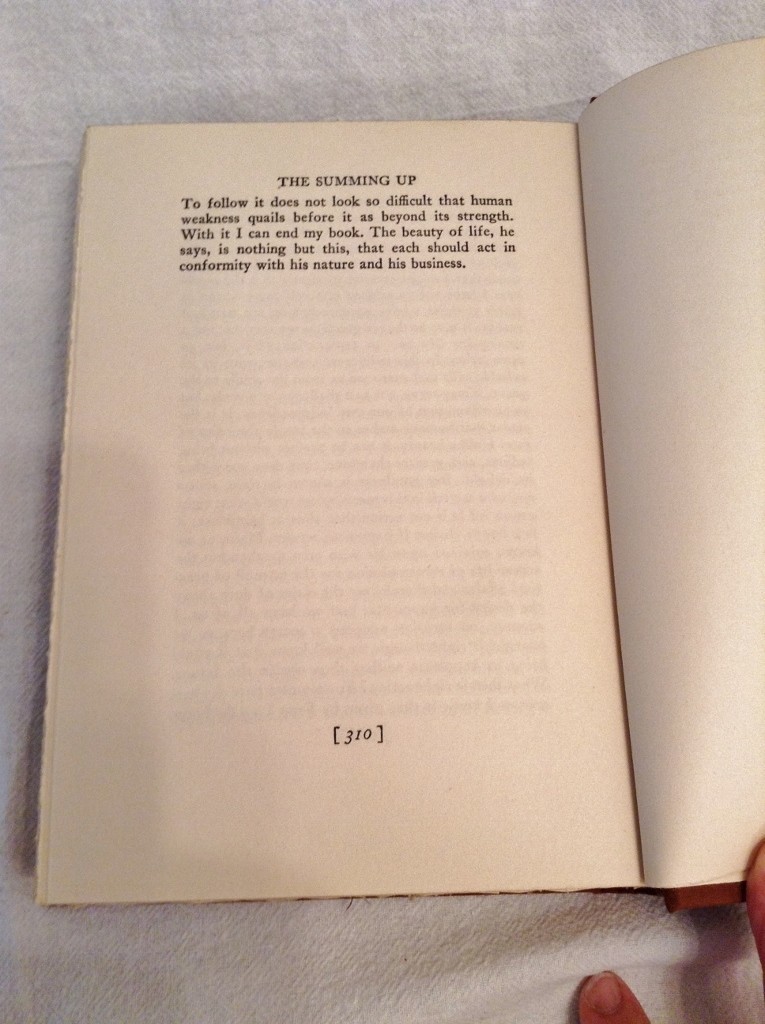 THE SUMMING UP
To follow it does not look so difficult that human
weakness quails before it as beyond its strength.
With it I can end my book. The beauty of life, he
says, is nothing but this, that each should act in
conformity with his nature and his business.
[310]